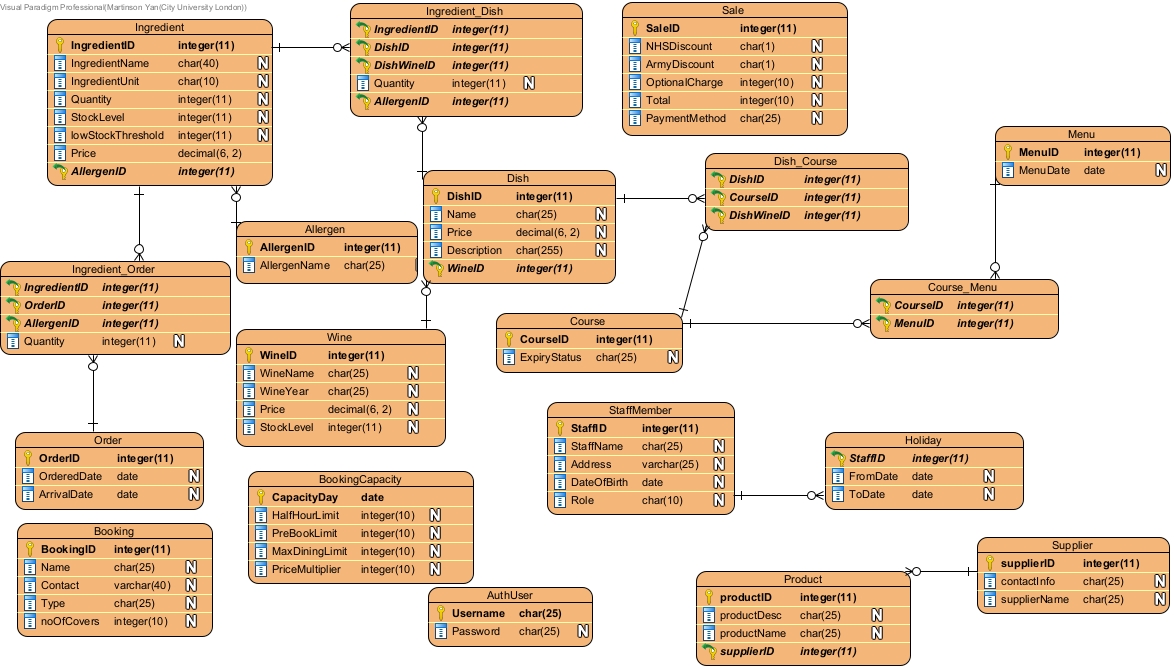 Visual Paradigm Professional(Martinson Yan(City University London))
Ingredient
IngredientID integer(11)
IngredientName char(40) N
IngredientUnit char(10) N
Quantity integer(11) N
StockLevel integer(11) N
lowStockThreshold integer(11) N
Price decimal(6, 2)
AllergenID integer(11)
Ingredient_Dish
IngredientID integer(11)
DishID integer(11)
DishWineID integer(11)
Quantity integer(11) N
AllergenID integer(11)
Sale
SaleID integer(11)
NHSDiscount char(1) N
ArmyDiscount char(1) N
OptionalCharge integer(10) N
Total integer(10) N
PaymentMethod char(25) N
Menu
MenuID integer(11)
MenuDate date N
Dish_Course
DishID integer(11)
CourseID integer(11)
DishWineID integer(11)
Dish
DishID integer(11)
Name char(25) N
Price decimal(6, 2) N
Description char(255) N
WineID integer(11)
Allergen
AllergenID integer(11)
AllergenName char(25)
Ingredient_Order
IngredientID integer(11)
OrderID integer(11)
AllergenID integer(11)
Quantity integer(11) N
Course_Menu
CourseID integer(11)
MenuID integer(11)
Course
CourseID integer(11)
ExpiryStatus char(25) N
Wine
WineID integer(11)
WineName char(25) N
WineYear char(25) N
Price decimal(6, 2) N
StockLevel integer(11) N
StaffMember
StaffID integer(11)
StaffName char(25) N
Address varchar(25) N
DateOfBirth date N
Role char(10) N
Holiday
StaffID integer(11)
FromDate date N
ToDate date N
Order
OrderID integer(11)
OrderedDate date N
ArrivalDate date N
BookingCapacity
CapacityDay date
HalfHourLimit integer(10) N
PreBookLimit integer(10) N
MaxDiningLimit integer(10) N
PriceMultiplier integer(10) N
Booking
BookingID integer(11)
Name char(25) N
Contact varchar(40) N
Type char(25) N
noOfCovers integer(10) N
AuthUser
Username char(25)
Password char(25) N
Supplier
supplierID integer(11)
contactInfo char(25) N
supplierName char(25) N
Product
productID integer(11)
productDesc char(25) N
productName char(25) N
supplierID integer(11)